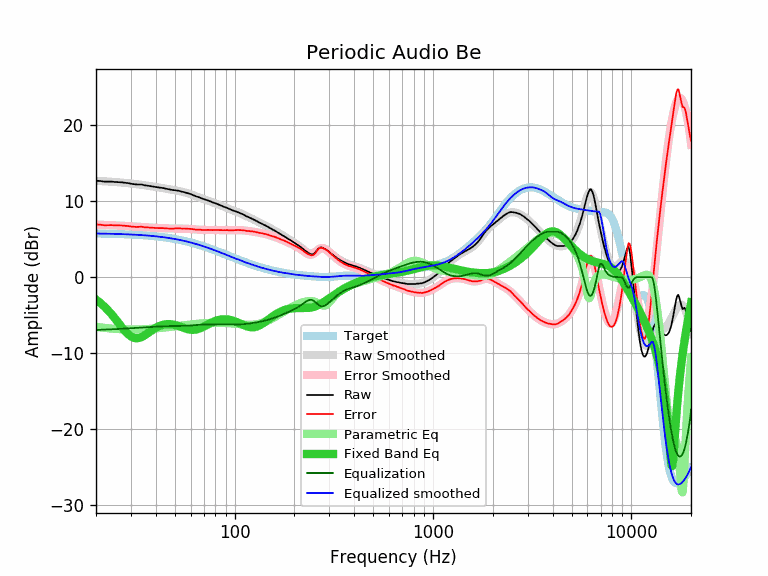 Periodic Audio Be
Amplitude (dBr)
20
10
0
−10
−20
−30
Target
Raw Smoothed
Error Smoothed
Raw
Error
Parametric Eq
Fixed Band Eq
Equalization
Equalized smoothed
100 1000 10000
Frequency (Hz)